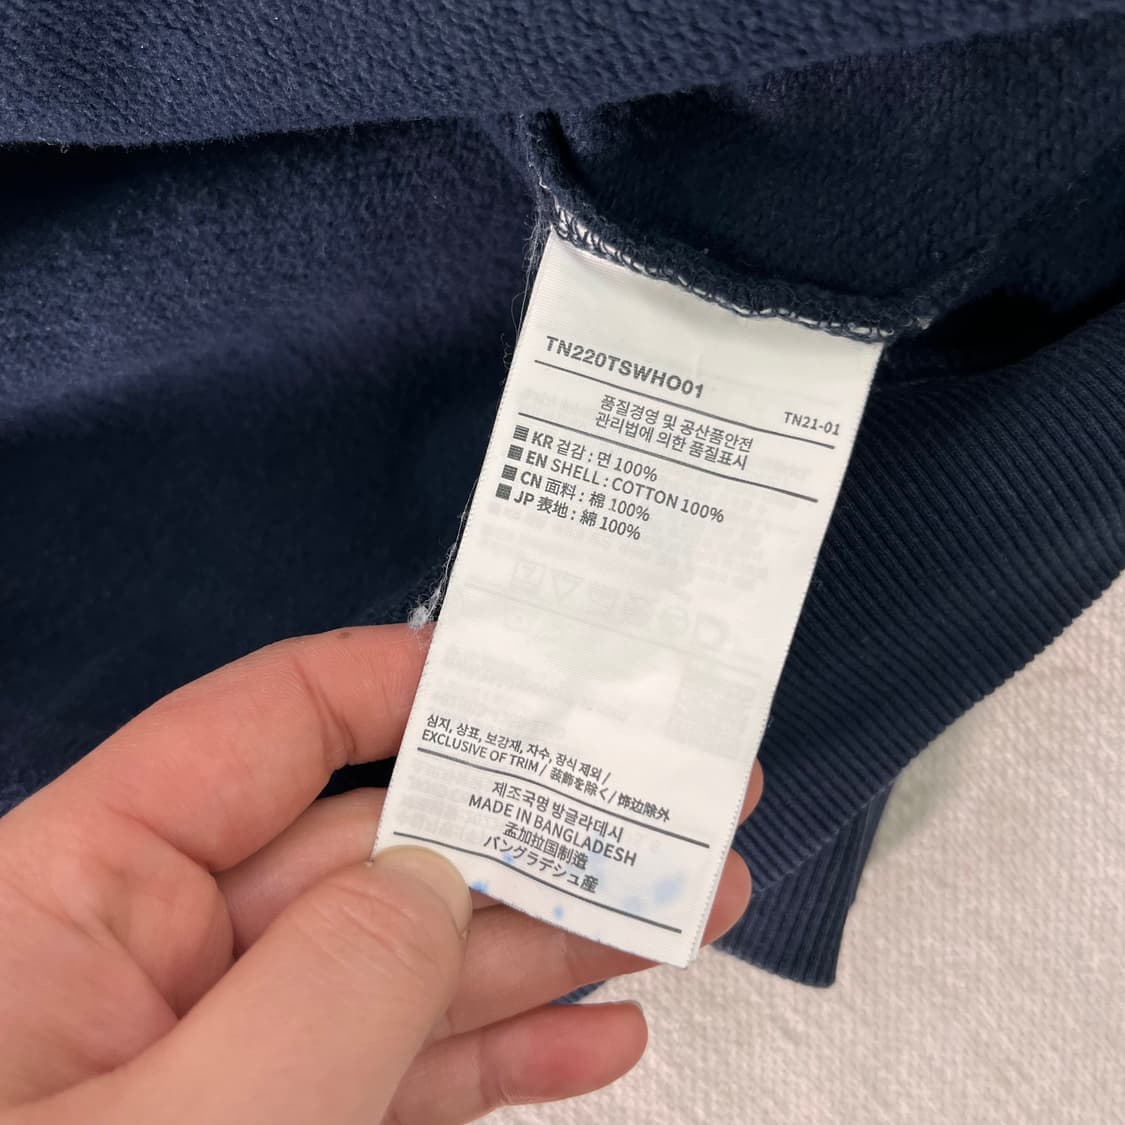 TN220TSWHO01
TN21-01
품질경영 및 공산품안전
관리법에 의한 품질표시
KR 겉감 : 면 100%
EN SHELL : COTTON 100%
CN 面料 : 棉 100%
JP 表地 : 綿 100%
심지, 상표, 보강재, 자수, 장식 제외 /
EXCLUSIVE OF TRIM / 装飾を除く / 饰边除外
제조국명 방글라데시
MADE IN BANGLADESH
孟加拉国制造
バングラデシュ産